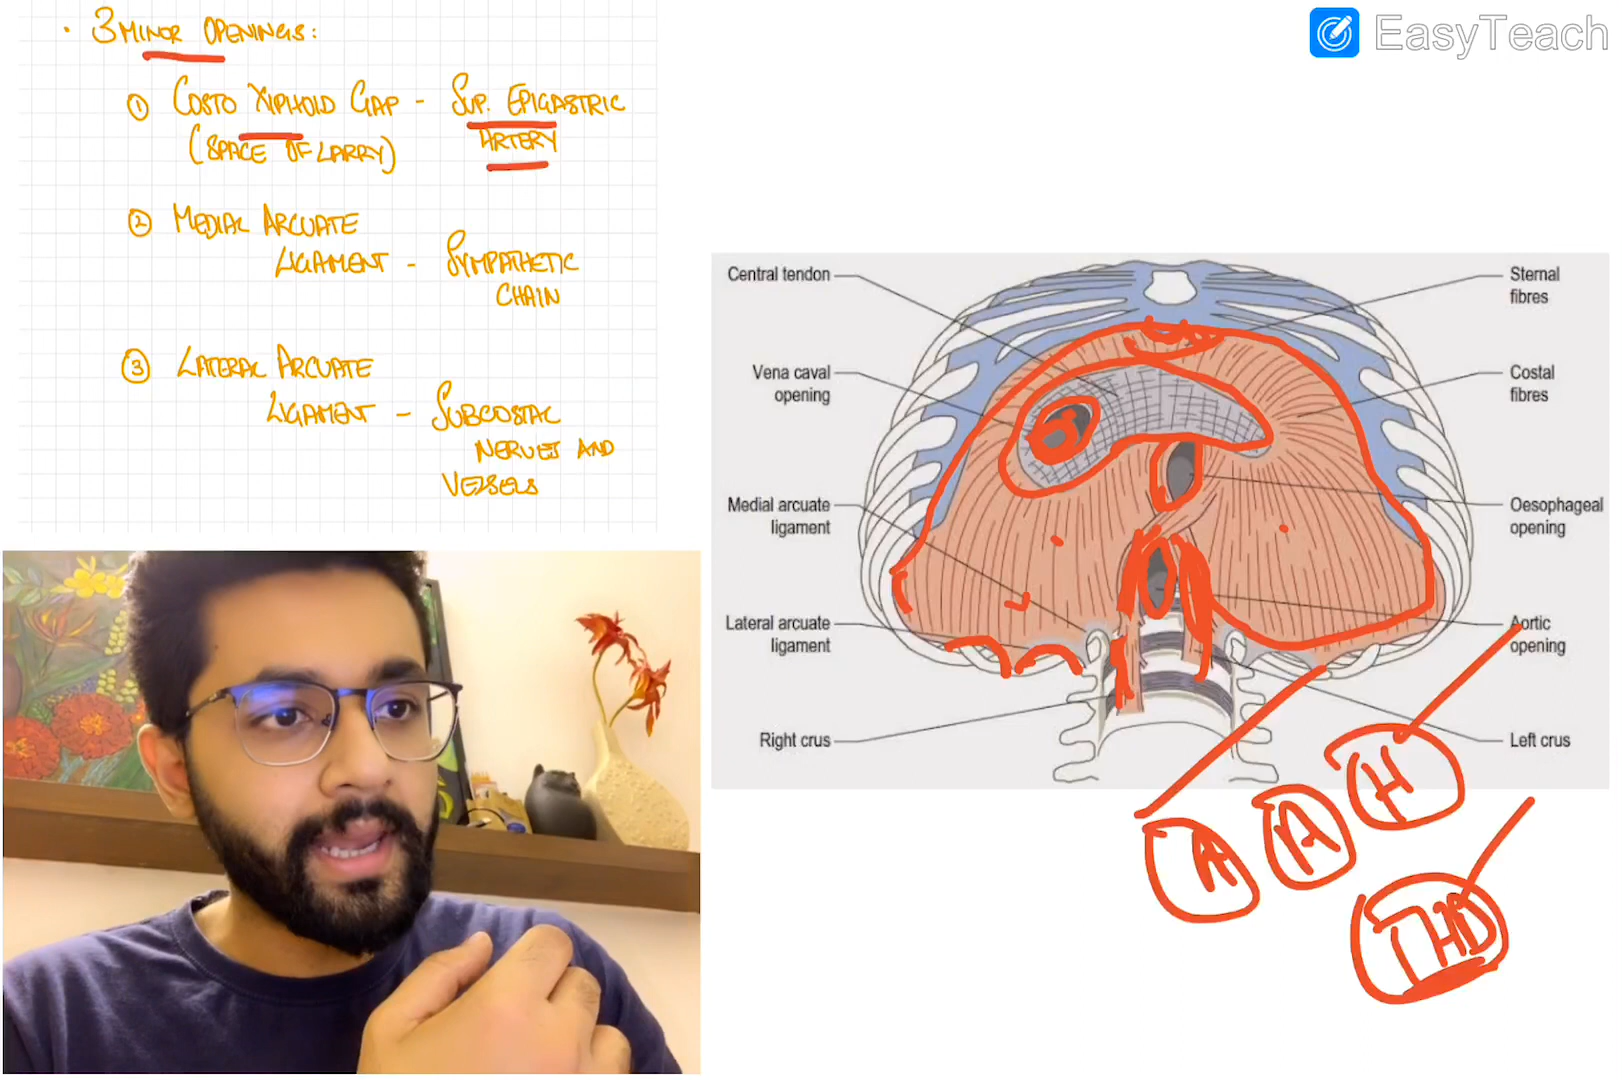 • 3 MINOR OPENINGS:
① COSTO XIPHOID GAP - SUP. EPIGASTRIC
(SPACE OF LARRY) ARTERY
② MEDIAL ARCUATE
LIGAMENT - SYMPATHETIC
CHAIN
③ LATERAL ARCUATE
LIGAMENT - SUBCOSTAL
NERVES AND
VESSELS
EasyTeach
Central tendon
Vena caval
opening
Medial arcuate
ligament
Lateral arcuate
ligament
Right crus
Sternal
fibres
Costal
fibres
Oesophageal
opening
Aortic
opening
Left crus
A A H